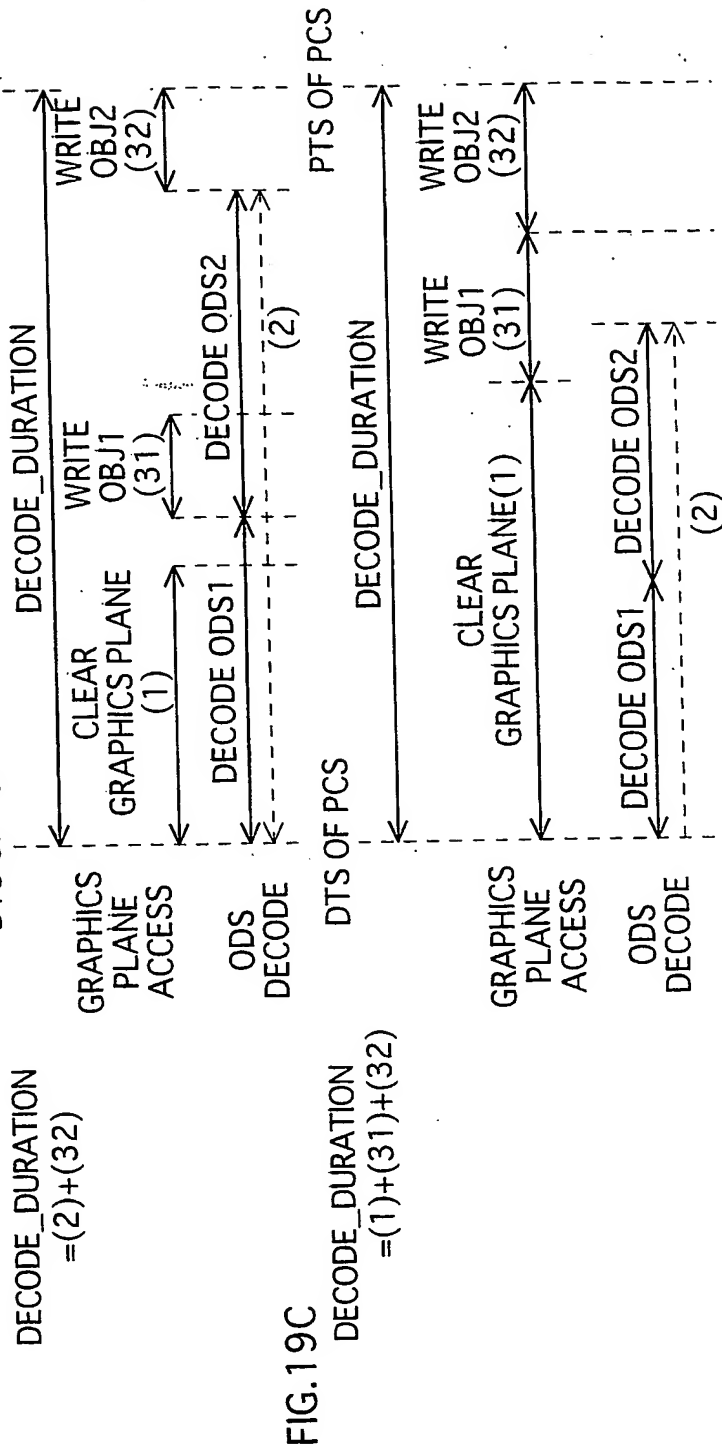 DECODE_DURATION
=(2)+(32)
DECODE_DURATION
GRAPHICS
PLANE
ACCESS
CLEAR
GRAPHICS PLANE
(1)
WRITE
OBJ1
(31)
WRITE
OBJ2
(32)
ODS
DECODE
DECODE ODS1
DECODE ODS2
(2)
FIG.19C
DECODE_DURATION
=(1)+(31)+(32)
DTS OF PCS
PTS OF PCS
DECODE_DURATION
GRAPHICS
PLANE
ACCESS
CLEAR
GRAPHICS PLANE(1)
WRITE
OBJ1
(31)
WRITE
OBJ2
(32)
ODS
DECODE
DECODE ODS1
DECODE ODS2
(2)